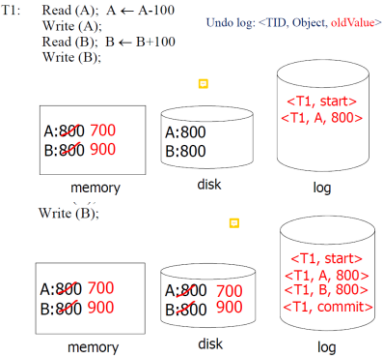 T1: Read (A); A ← A-100
Write (A);
Read (B); B ← B+100
Write (B);
Undo log: <TID, Object, oldValue>
A:800 700
B:800 900
memory
A:800
B:800
disk
<T1, start>
<T1, A, 800>
log
Write (B);
A:800 700
B:800 900
memory
A:800 700
B:800 900
disk
<T1, start>
<T1, A, 800>
<T1, B, 800>
<T1, commit>
log